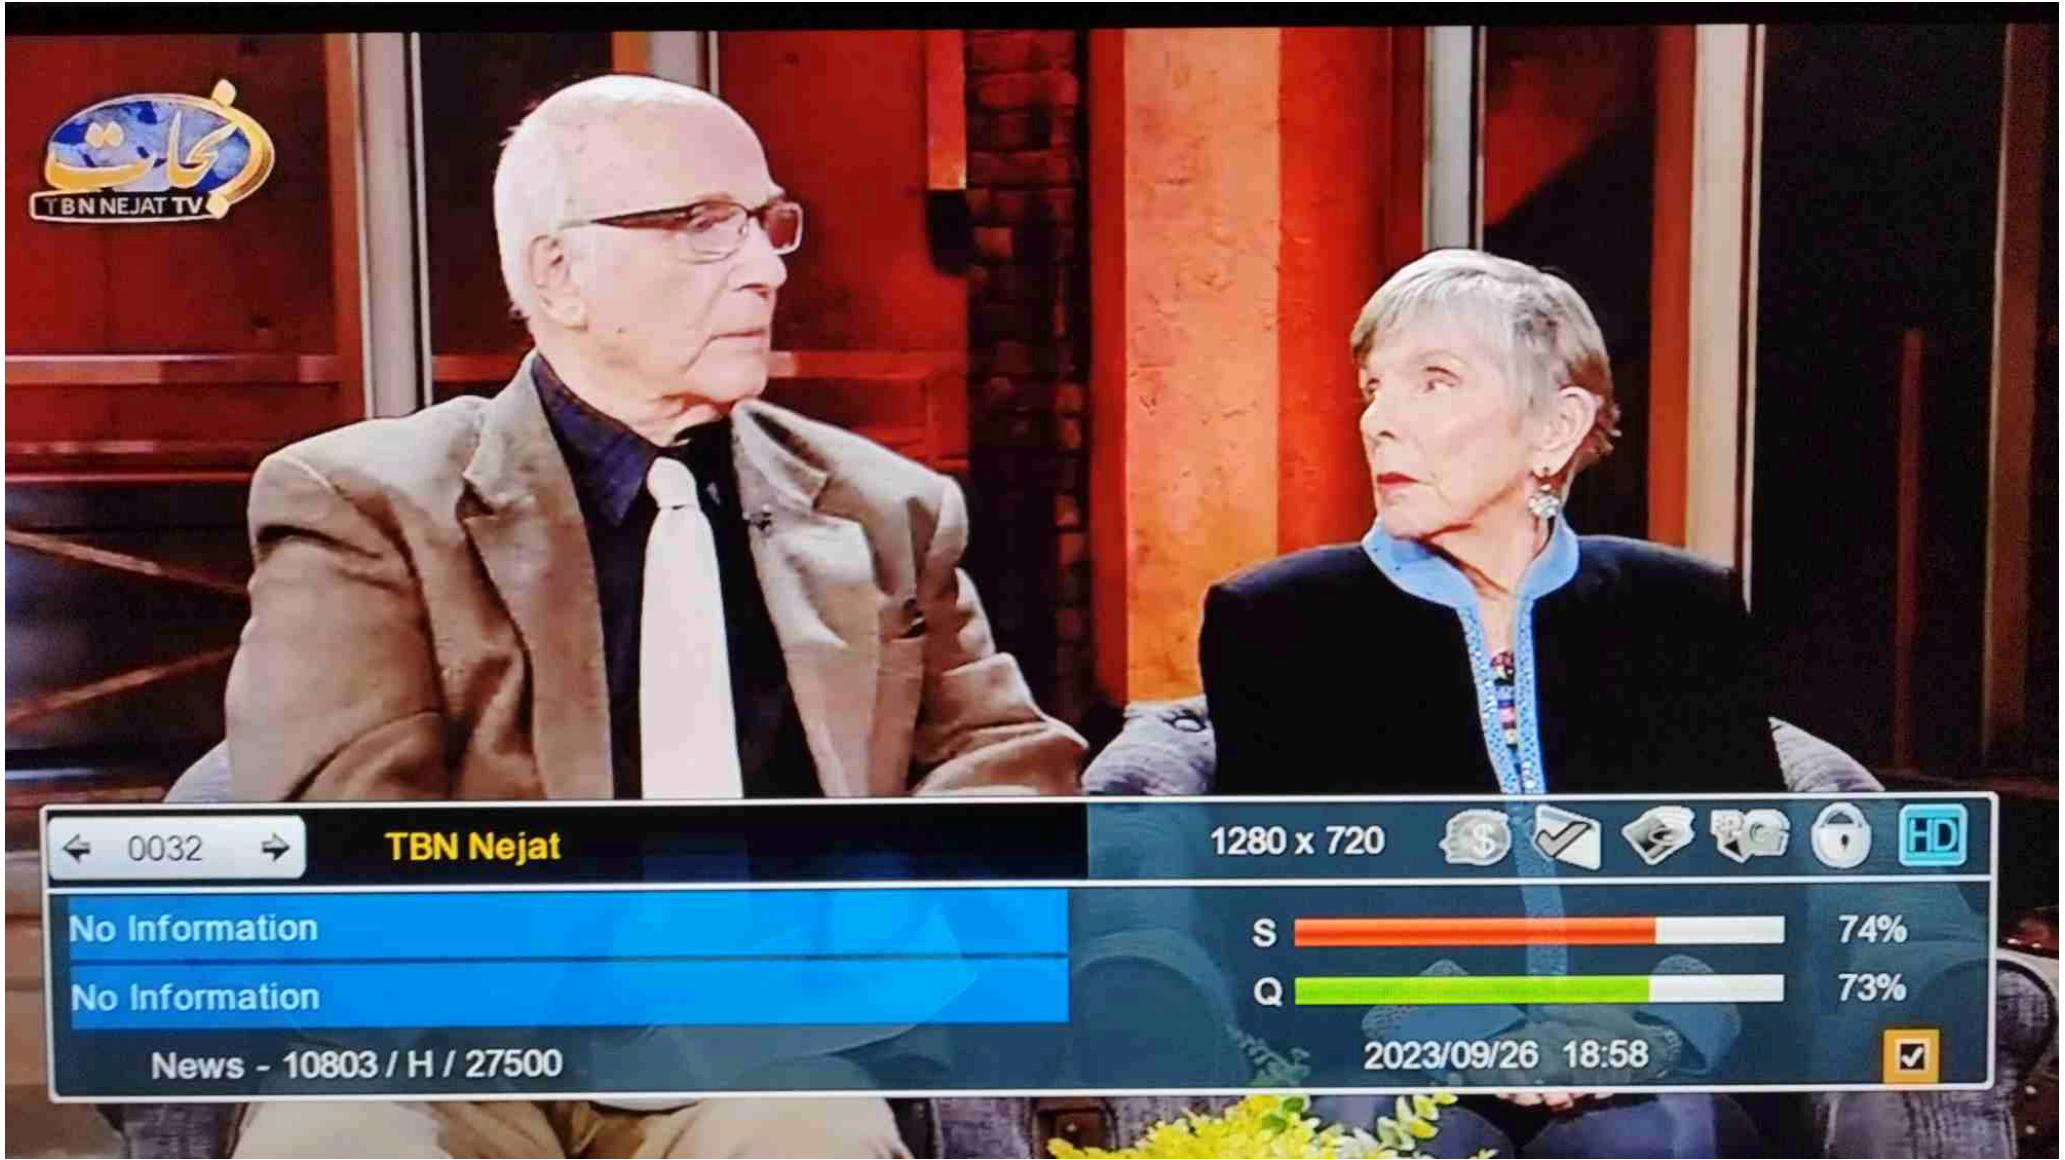 نجات
TBN NEJAT TV
0032
TBN Nejat
1280 x 720
$
HD
No Information
S
74%
No Information
Q
73%
News - 10803 / H / 27500
2023/09/26 18:58